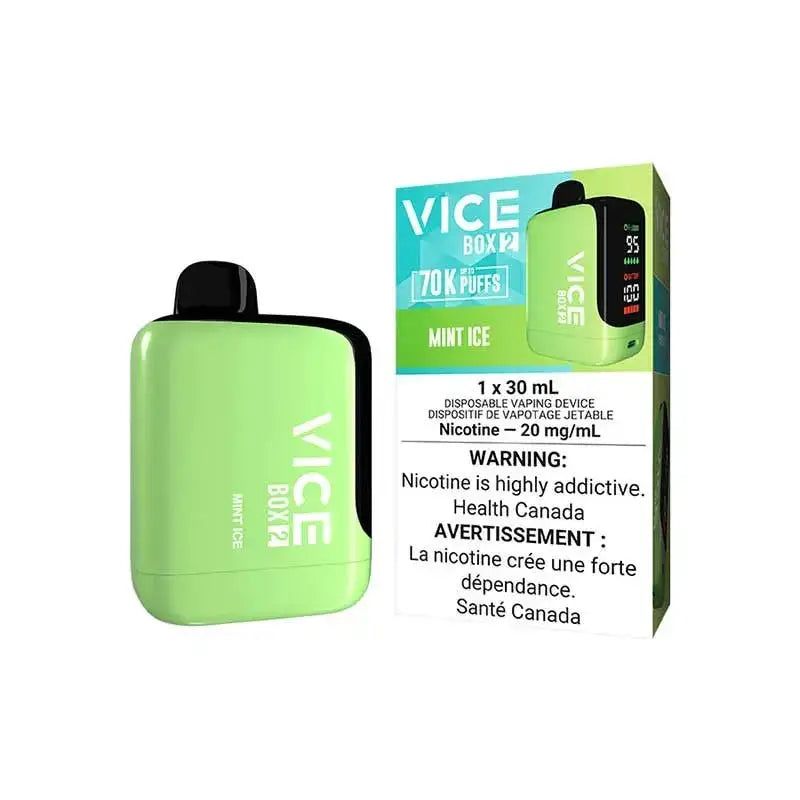 VICE
BOX 2
MINT ICE
VICE
BOX 2
70K UP TO PUFFS
MINT ICE
VICE
BOX 2
95
100
1 x 30 mL
DISPOSABLE VAPING DEVICE
DISPOSITIF DE VAPOTAGE JETABLE
Nicotine — 20 mg/mL
WARNING:
Nicotine is highly addictive.
Health Canada
AVERTISSEMENT :
La nicotine crée une forte
dépendance.
Santé Canada